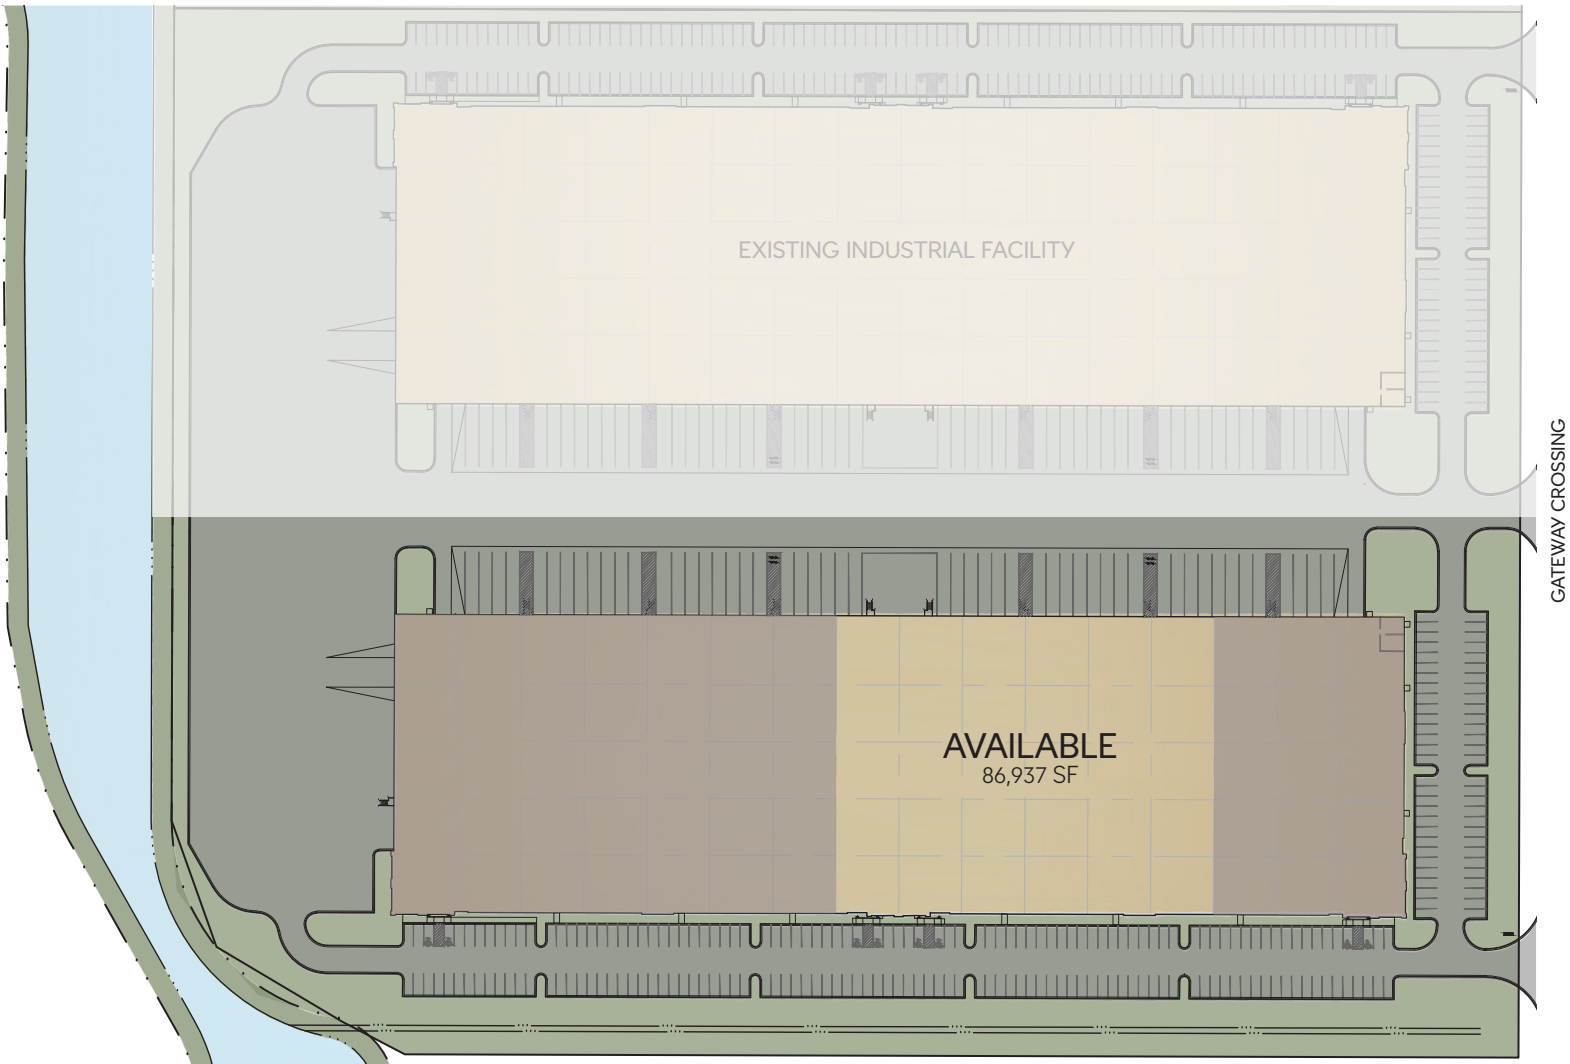 EXISTING INDUSTRIAL FACILITY
GATEWAY CROSSING
AVAILABLE
86,937 SF